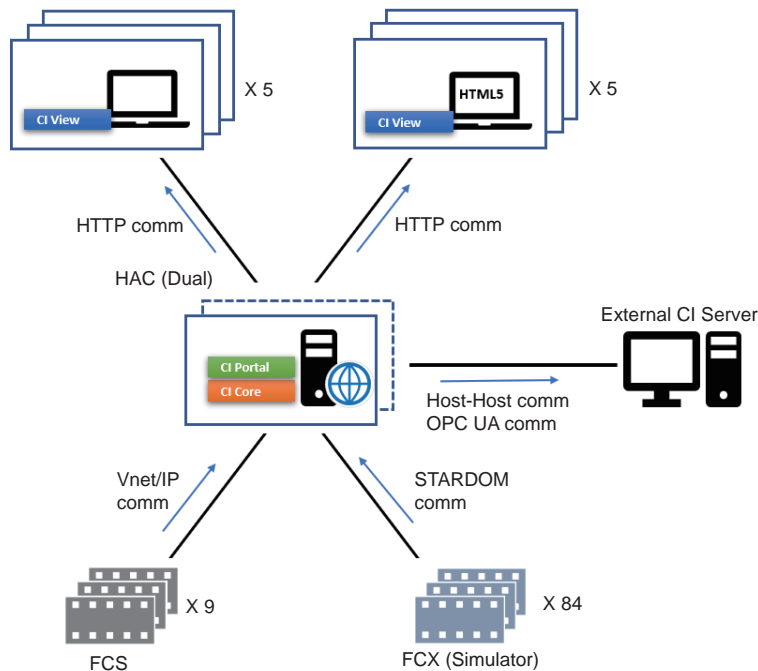 X 5
CI View
HTML5
X 5
CI View
HTTP comm
HTTP comm
HAC (Dual)
External CI Server
CI Portal
CI Core
Host-Host comm
OPC UA comm
Vnet/IP
comm
STARDOM
comm
X 9
X 84
FCS
FCX (Simulator)